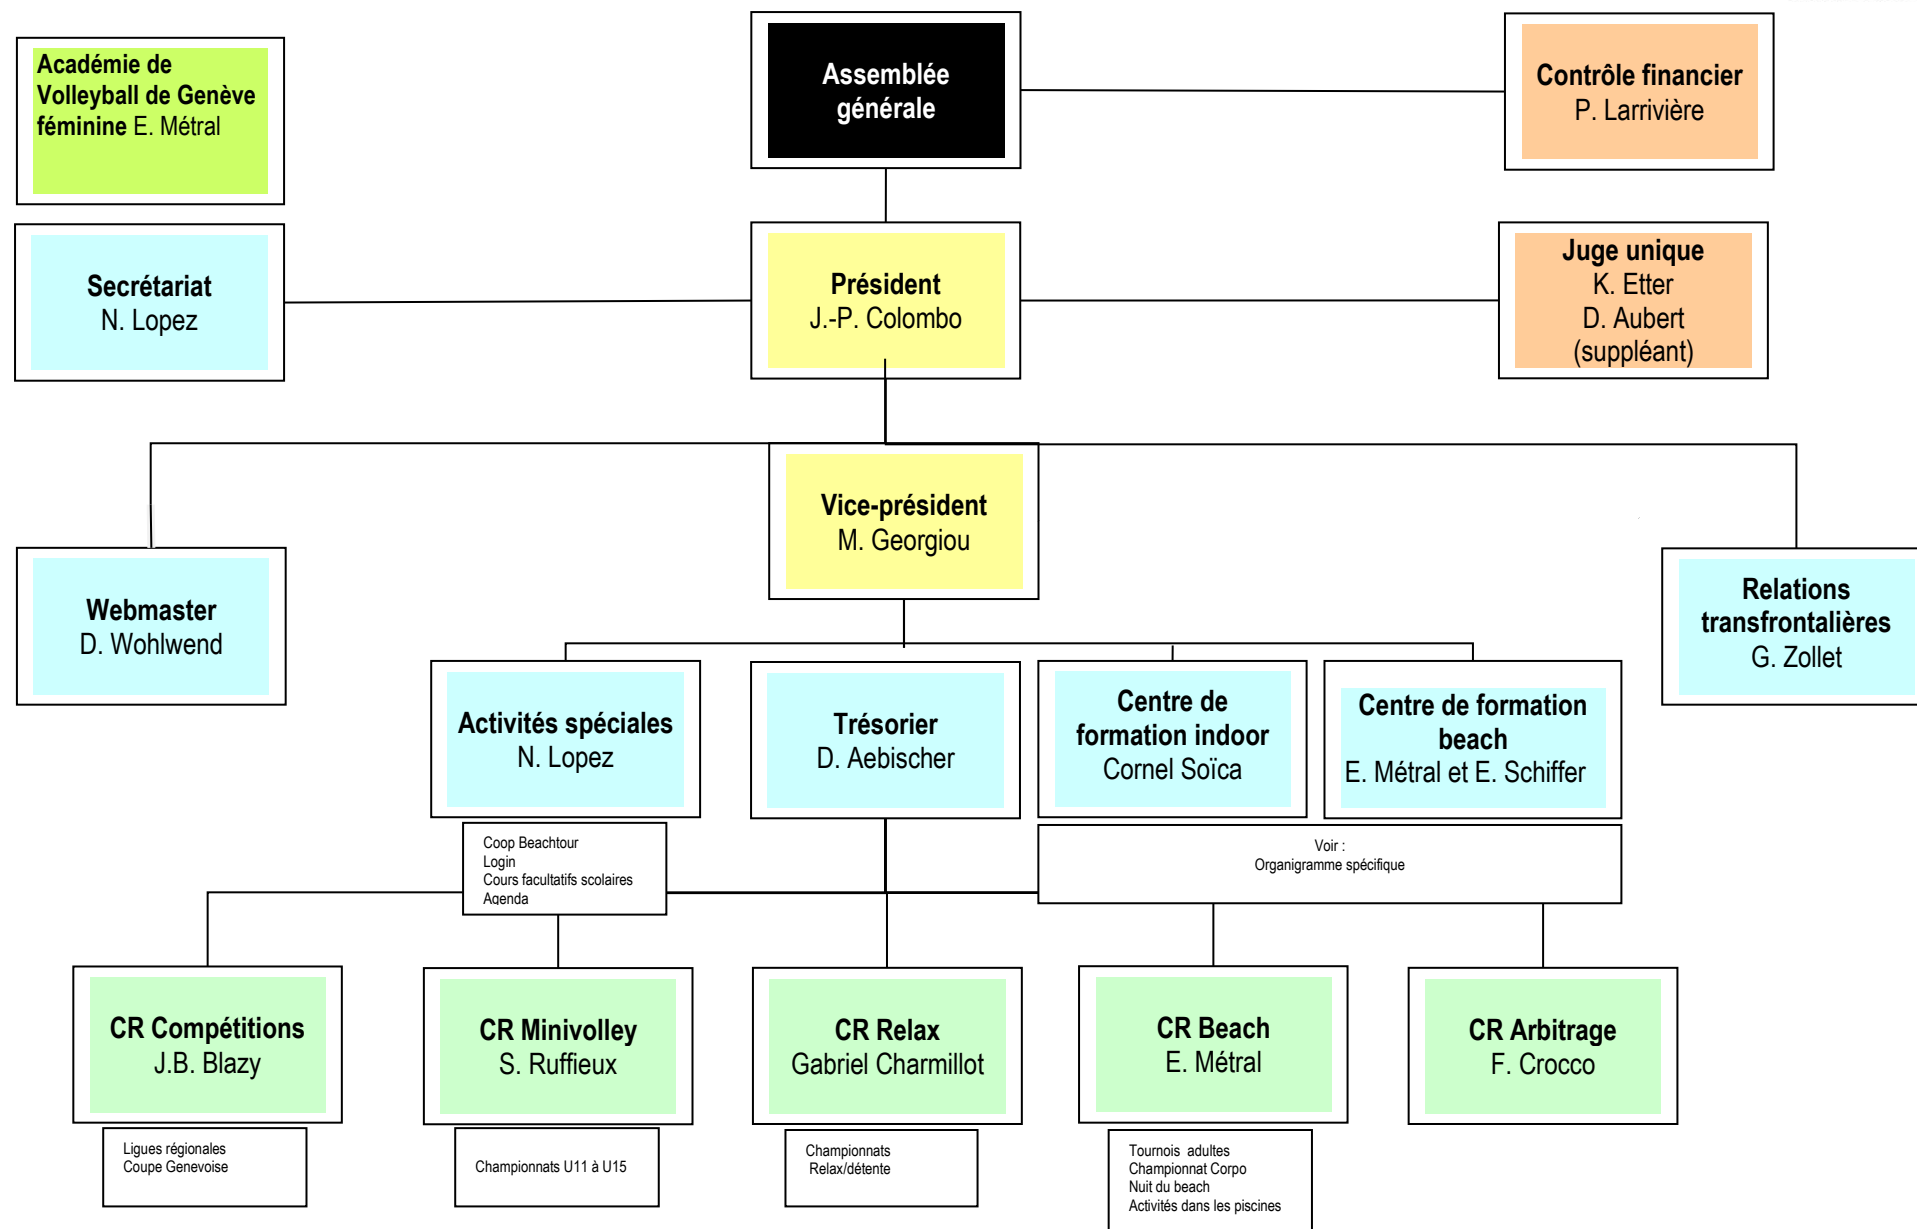 Académie de
Volleyball de Genève
féminine E. Métral
Assemblée
générale
Contrôle financier
P. Larrivière
Secrétariat
N. Lopez
Président
J.-P. Colombo
Juge unique
K. Etter
D. Aubert
(suppléant)
Vice-président
M. Georgiou
Webmaster
D. Wohlwend
Relations
transfrontalières
G. Zollet
Activités spéciales
N. Lopez
Trésorier
D. Aebischer
Centre de
formation indoor
Cornel Soïca
Centre de formation
beach
E. Métral et E. Schiffer
Coop Beachtour
Login
Cours facultatifs scolaires
Agenda
Voir :
Organigramme spécifique
CR Compétitions
J.B. Blazy
CR Minivolley
S. Ruffieux
CR Relax
Gabriel Charmillot
CR Beach
E. Métral
CR Arbitrage
F. Crocco
Ligues régionales
Coupe Genevoise
Championnats U11 à U15
Championnats
Relax/détente
Tournois adultes
Championnat Corpo
Nuit du beach
Activités dans les piscines